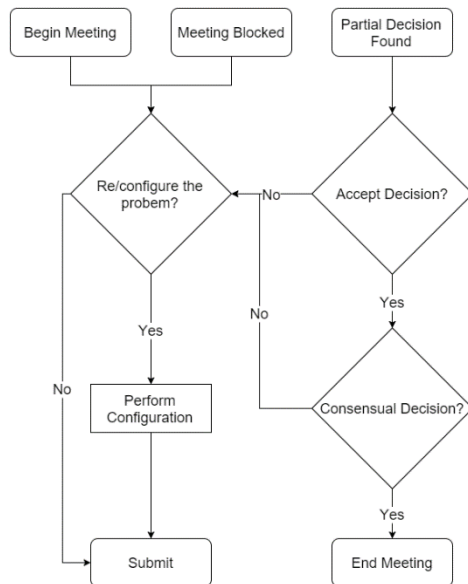 Begin Meeting
Meeting Blocked
Partial Decision
Found
Re/configure the
probem?
No
Accept Decision?
Yes
No
Yes
No
Perform
Configuration
Consensual Decision?
Yes
Submit
End Meeting